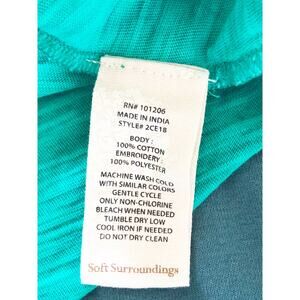 RN# 101206
MADE IN INDIA
STYLE# 2CE18
BODY:
100% COTTON
EMBROIDERY:
100% POLYESTER
MACHINE WASH COLD
WITH SIMILAR COLORS
GENTLE CYCLE
ONLY NON-CHLORINE
BLEACH WHEN NEEDED
TUMBLE DRY LOW
COOL IRON IF NEEDED
DO NOT DRY CLEAN
Soft Surroundings